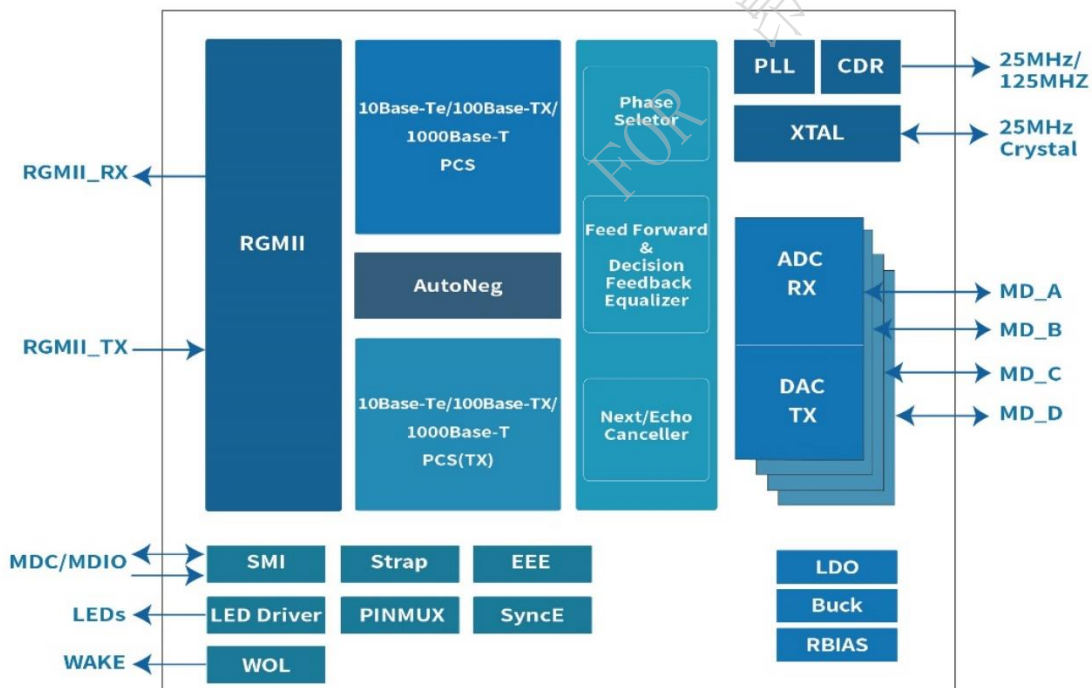 RGMII_RX
RGMII_TX
MDC/MDIO
LEDs
WAKE
RGMII
10Base-Te/100Base-TX/
1000Base-T
PCS
AutoNeg
10Base-Te/100Base-TX/
1000Base-T
PCS(TX)
Phase
Seletor
Feed Forward
&
Decision
Feedback
Equalizer
Next/Echo
Canceller
PLL
CDR
XTAL
25MHz/
125MHZ
25MHz
Crystal
ADC
RX
DAC
TX
MD_A
MD_B
MD_C
MD_D
SMI
Strap
EEE
LED Driver
PINMUX
SyncE
WOL
LDO
Buck
RBIAS
FOR